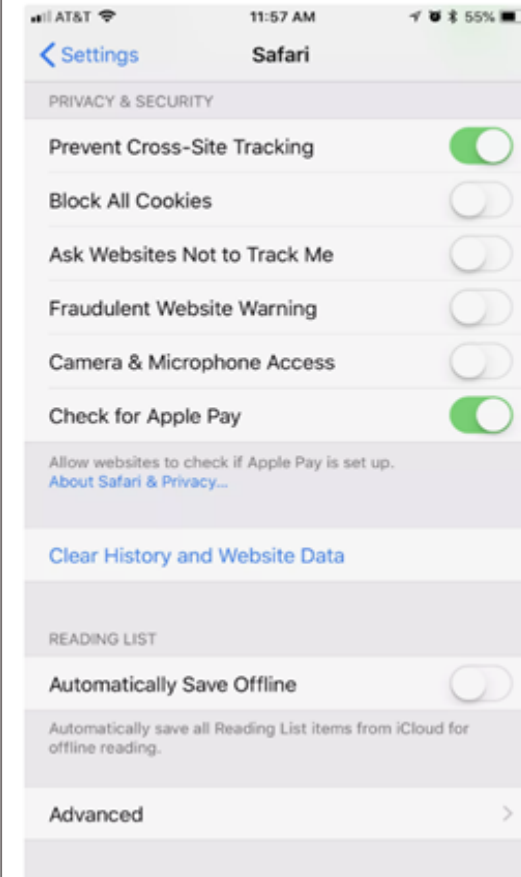 AT&T 11:57 AM 55%
Settings Safari
PRIVACY & SECURITY
Prevent Cross-Site Tracking
Block All Cookies
Ask Websites Not to Track Me
Fraudulent Website Warning
Camera & Microphone Access
Check for Apple Pay
Allow websites to check if Apple Pay is set up.
About Safari & Privacy...
Clear History and Website Data
READING LIST
Automatically Save Offline
Automatically save all Reading List items from iCloud for
offline reading.
Advanced